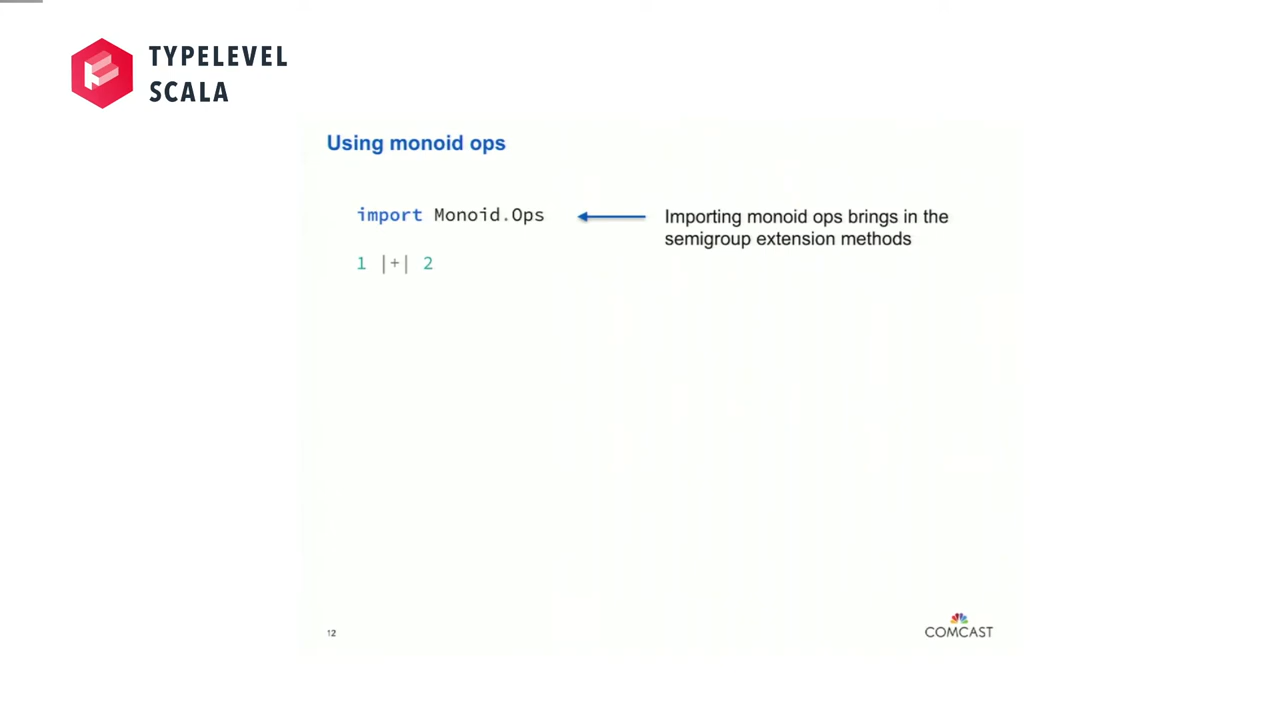 TYPELEVEL
SCALA
Using monoid ops
import Monoid.Ops
Importing monoid ops brings in the
semigroup extension methods
1 |+| 2
12
COMCAST